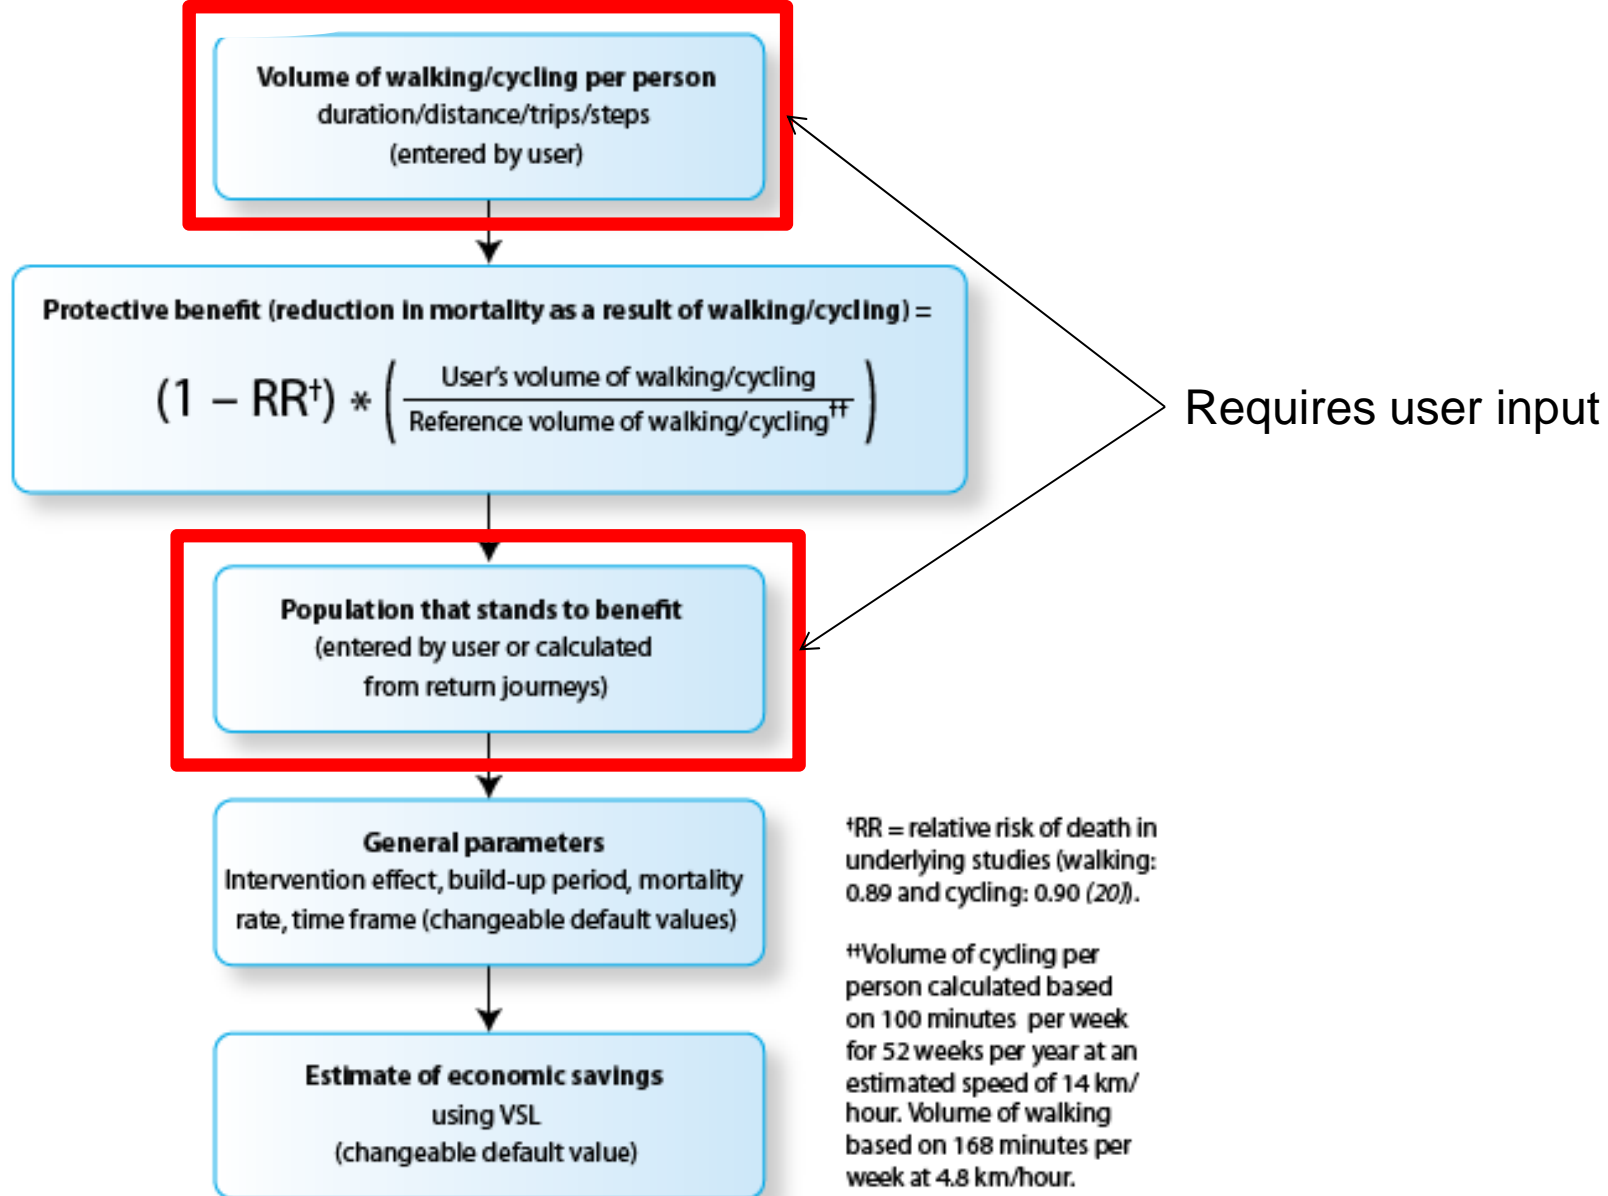 Volume of walking/cycling per person
duration/distance/trips/steps
(entered by user)
Protective benefit (reduction in mortality as a result of walking/cycling) =
(1 – RR†) * ( User's volume of walking/cycling
Reference volume of walking/cycling†† )
Requires user input
Population that stands to benefit
(entered by user or calculated
from return journeys)
General parameters
Intervention effect, build-up period, mortality
rate, time frame (changeable default values)
Estimate of economic savings
using VSL
(changeable default value)
†RR = relative risk of death in
underlying studies (walking:
0.89 and cycling: 0.90 (20)).
††Volume of cycling per
person calculated based
on 100 minutes per week
for 52 weeks per year at an
estimated speed of 14 km/
hour. Volume of walking
based on 168 minutes per
week at 4.8 km/hour.